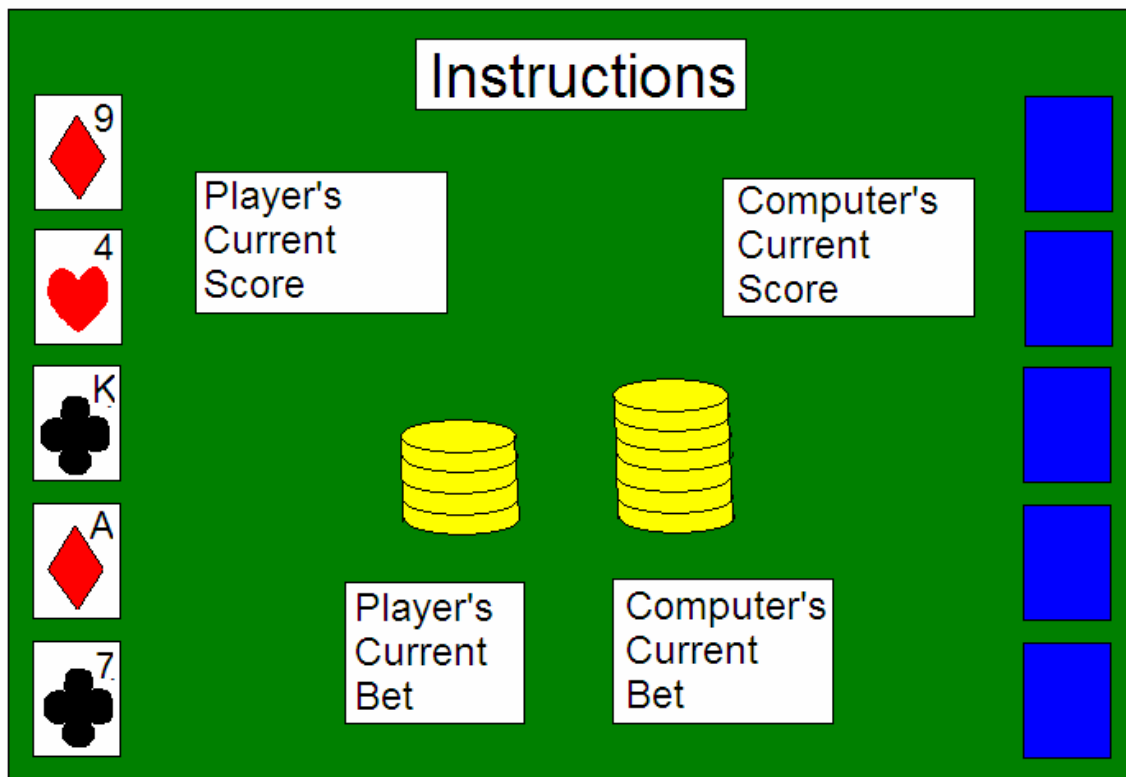 Instructions
9
4
K
A
7
Player's
Current
Score
Computer's
Current
Score
Player's
Current
Bet
Computer's
Current
Bet